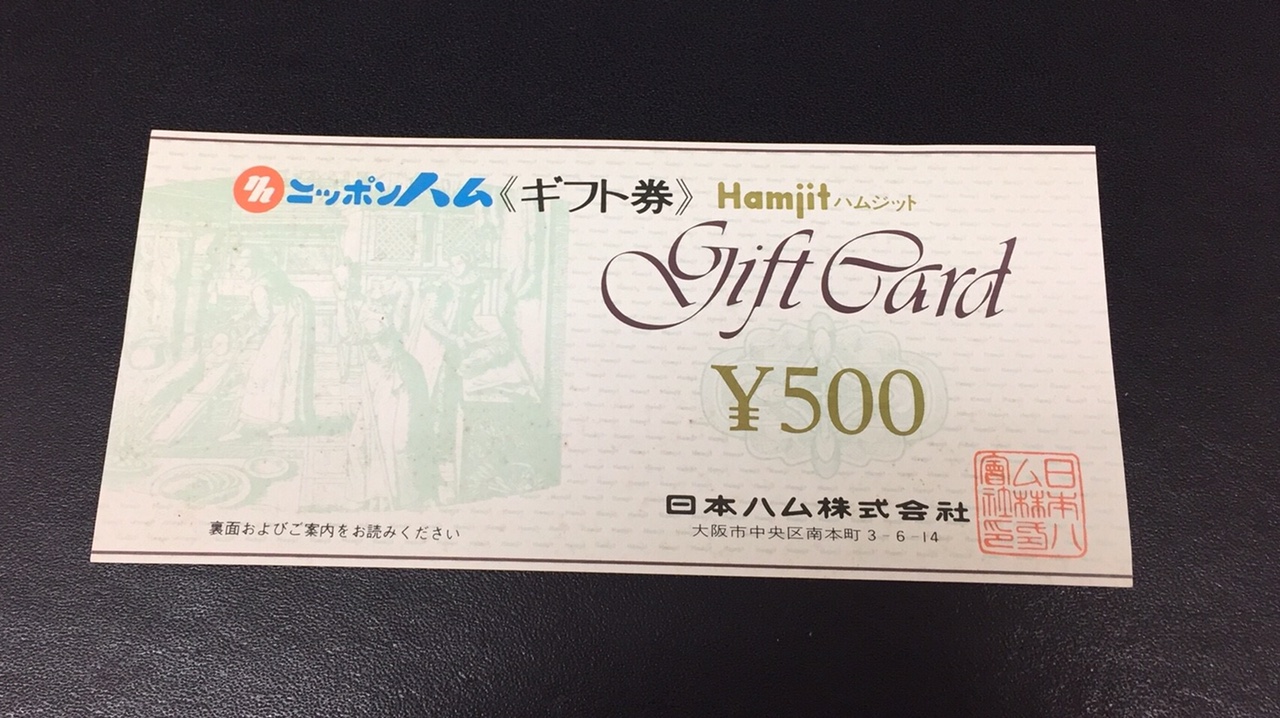 ニッポンハム《ギフト券》 Hamjit ハムジット
Gift Card
¥500
日本ハム株式会社
大阪市中央区南本町3-6-14
裏面およびご案内をお読みください